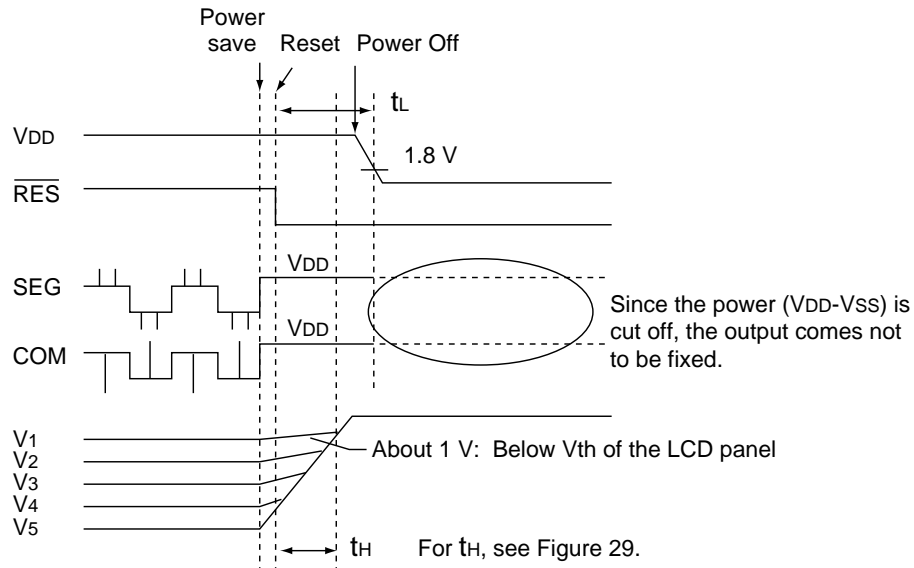 Power
save
Reset
Power Off
tL
VDD
1.8 V
RES
VDD
SEG
Since the power (VDD-VSS) is
cut off, the output comes not
to be fixed.
VDD
COM
V1
About 1 V: Below Vth of the LCD panel
V2
V3
V4
V5
tH
For tH, see Figure 29.